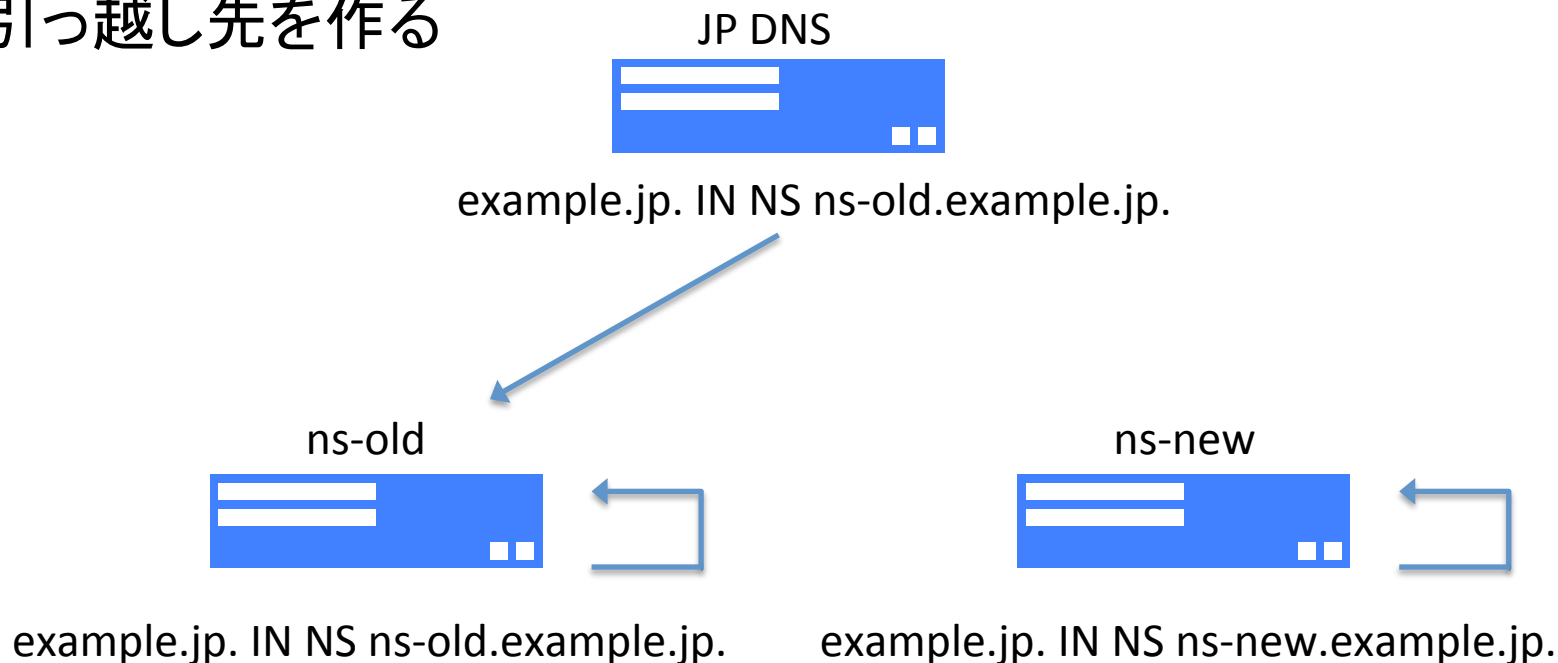 引っ越し先を作る
JP DNS
example.jp. IN NS ns-old.example.jp.
ns-old
ns-new
example.jp. IN NS ns-old.example.jp.
example.jp. IN NS ns-new.example.jp.